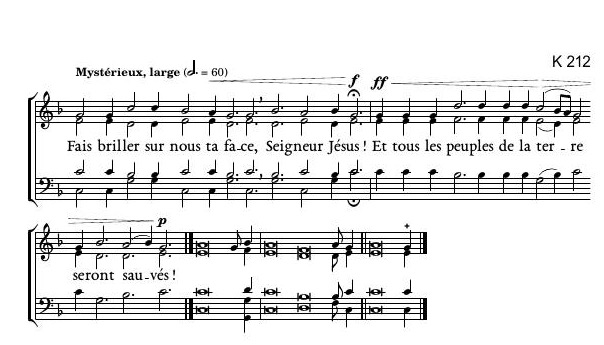 K 212
Mystérieux, large (𝅗𝅥. = 60)
f ff
Fais briller sur nous ta fa-ce, Seigneur Jésus ! Et tous les peuples de la ter - re
p
seront sau-vés !